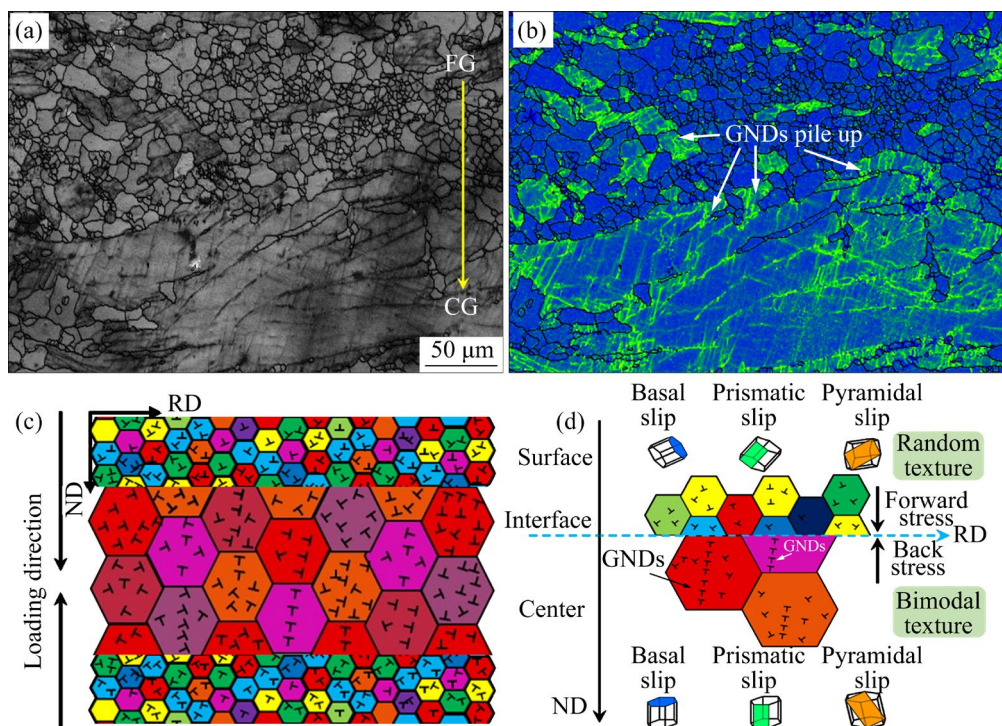 (a)
FG
CG
50 μm
(b)
GNDs pile up
(c)
RD
ND
Loading direction
(d)
Basal
slip
Prismatic
slip
Pyramidal
slip
Surface
Random
texture
Interface
Forward
stress
RD
Back
stress
GNDs
GNDs
Center
Bimodal
texture
Basal
slip
Prismatic
slip
Pyramidal
slip
ND